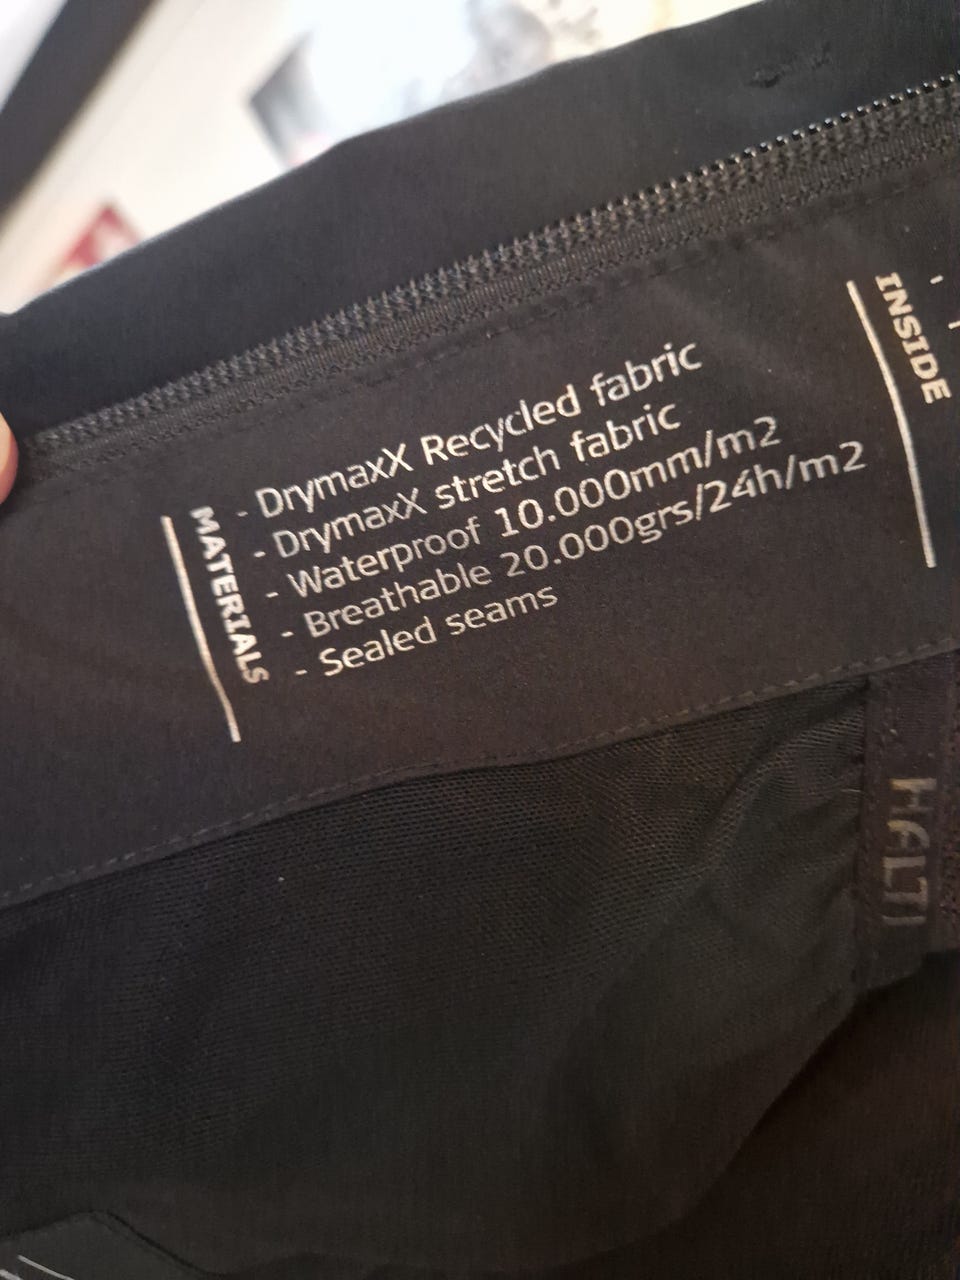 MATERIALS
- DrymaxX Recycled fabric
- DrymaxX stretch fabric
- Waterproof 10.000mm/m2
- Breathable 20.000grs/24h/m2
- Sealed seams
INSIDE
HALTI